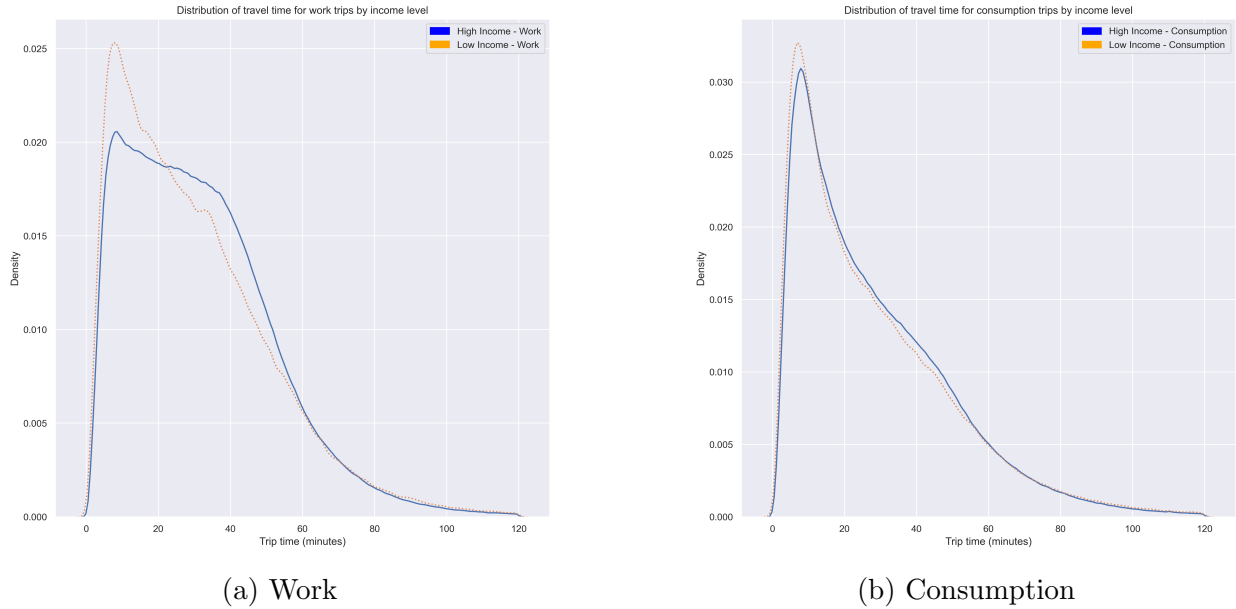 Distribution of travel time for work trips by income level
High Income - Work
Low Income - Work
0.025
0.020
0.015
0.010
0.005
0.000
Density
0 20 40 60 80 100 120
Trip time (minutes)
(a) Work
Distribution of travel time for consumption trips by income level
High Income - Consumption
Low Income - Consumption
0.030
0.025
0.020
0.015
0.010
0.005
0.000
Density
0 20 40 60 80 100 120
Trip time (minutes)
(b) Consumption